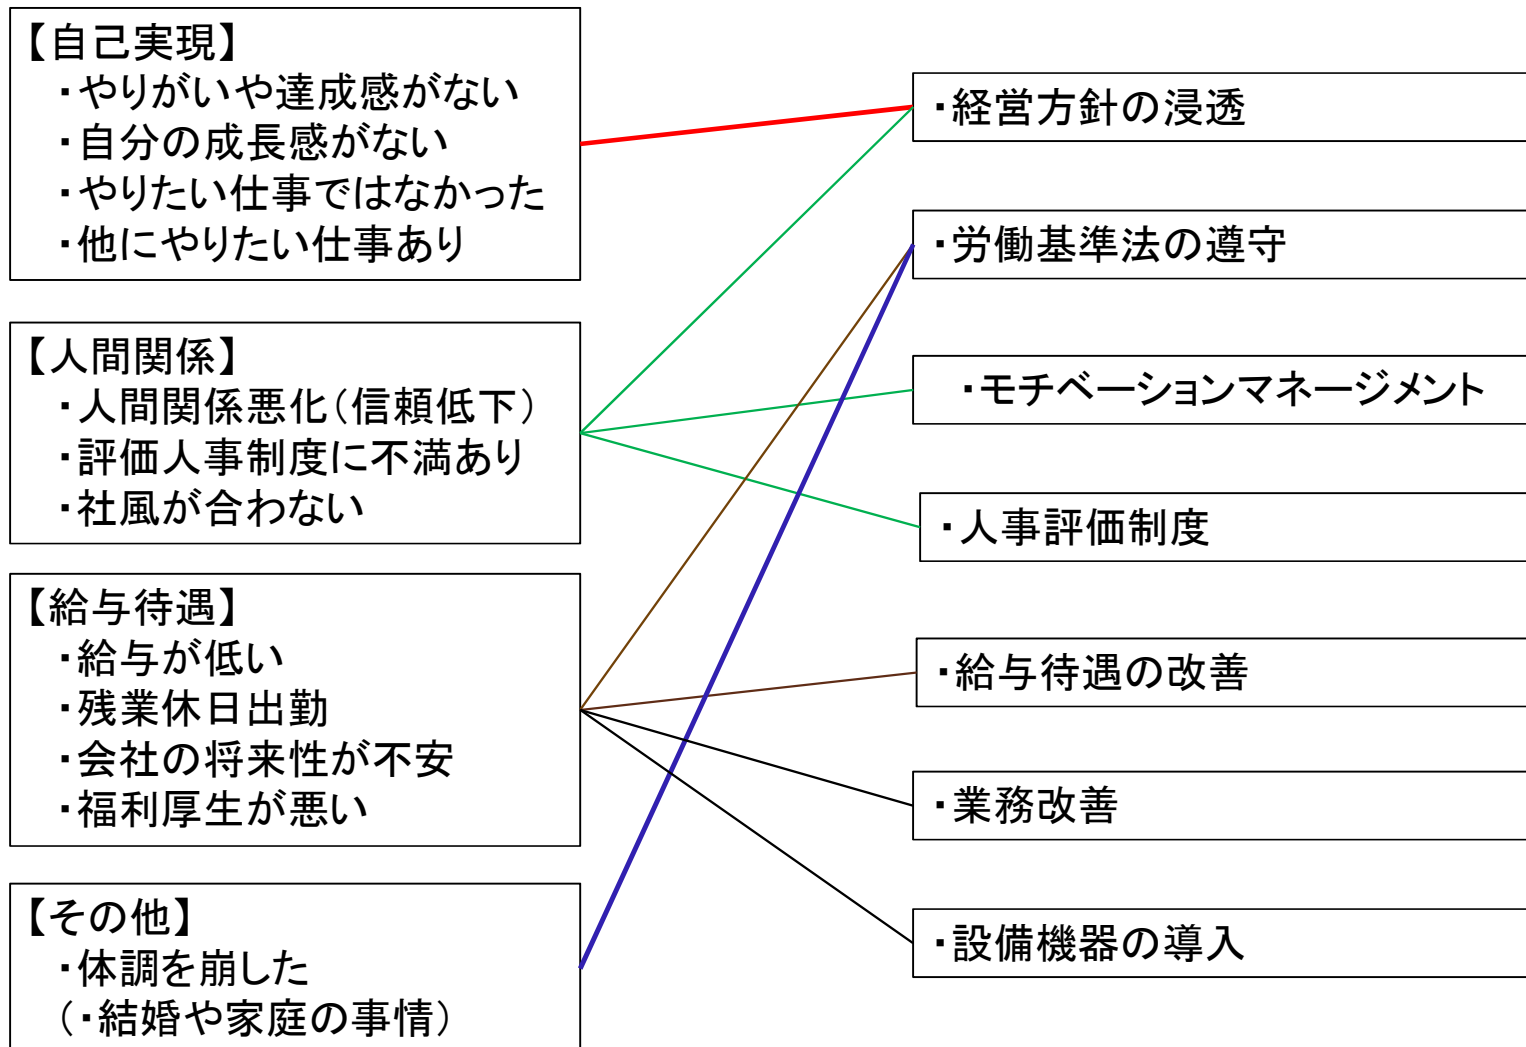 【自己実現】
・やりがいや達成感がない
・自分の成長感がない
・やりたい仕事ではなかった
・他にやりたい仕事あり
【人間関係】
・人間関係悪化(信頼低下)
・評価人事制度に不満あり
・社風が合わない
【給与待遇】
・給与が低い
・残業休日出勤
・会社の将来性が不安
・福利厚生が悪い
【その他】
・体調を崩した
(・結婚や家庭の事情)
・経営方針の浸透
・労働基準法の遵守
・モチベーションマネージメント
・人事評価制度
・給与待遇の改善
・業務改善
・設備機器の導入